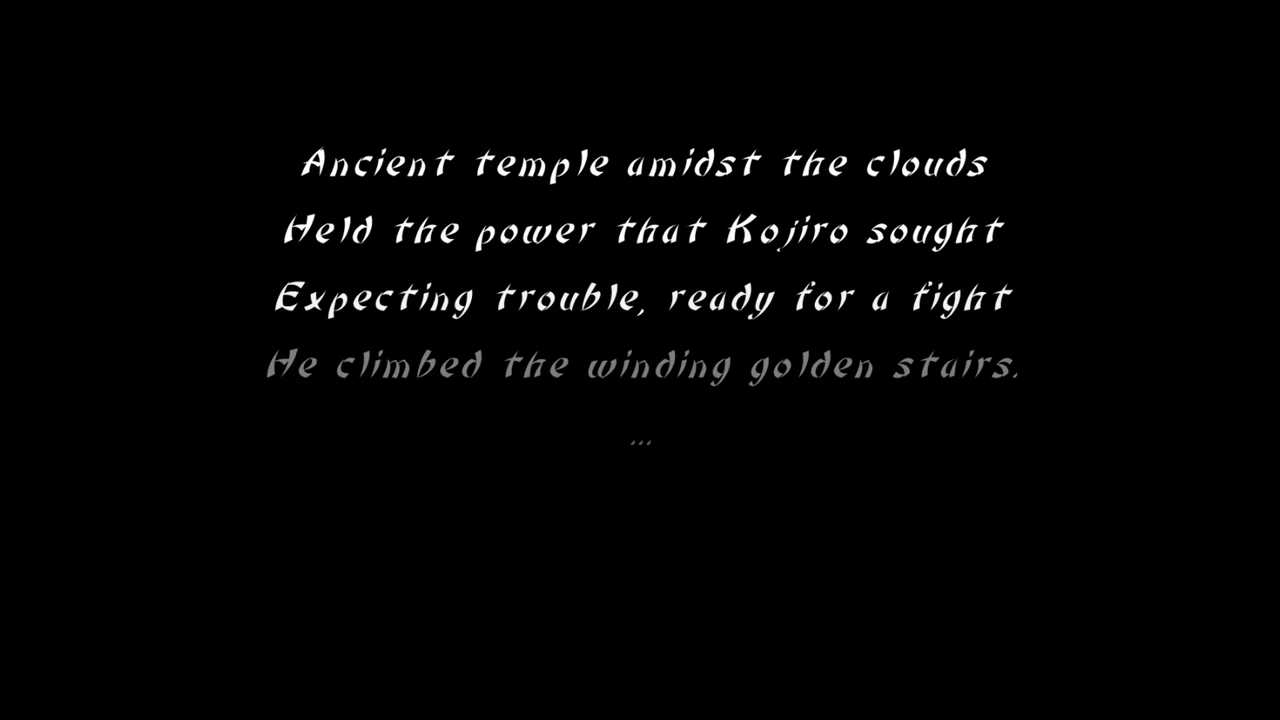 Ancient temple amidst the clouds
Held the power that Kojiro sought
Expecting trouble, ready for a fight
He climbed the winding golden stairs.
...